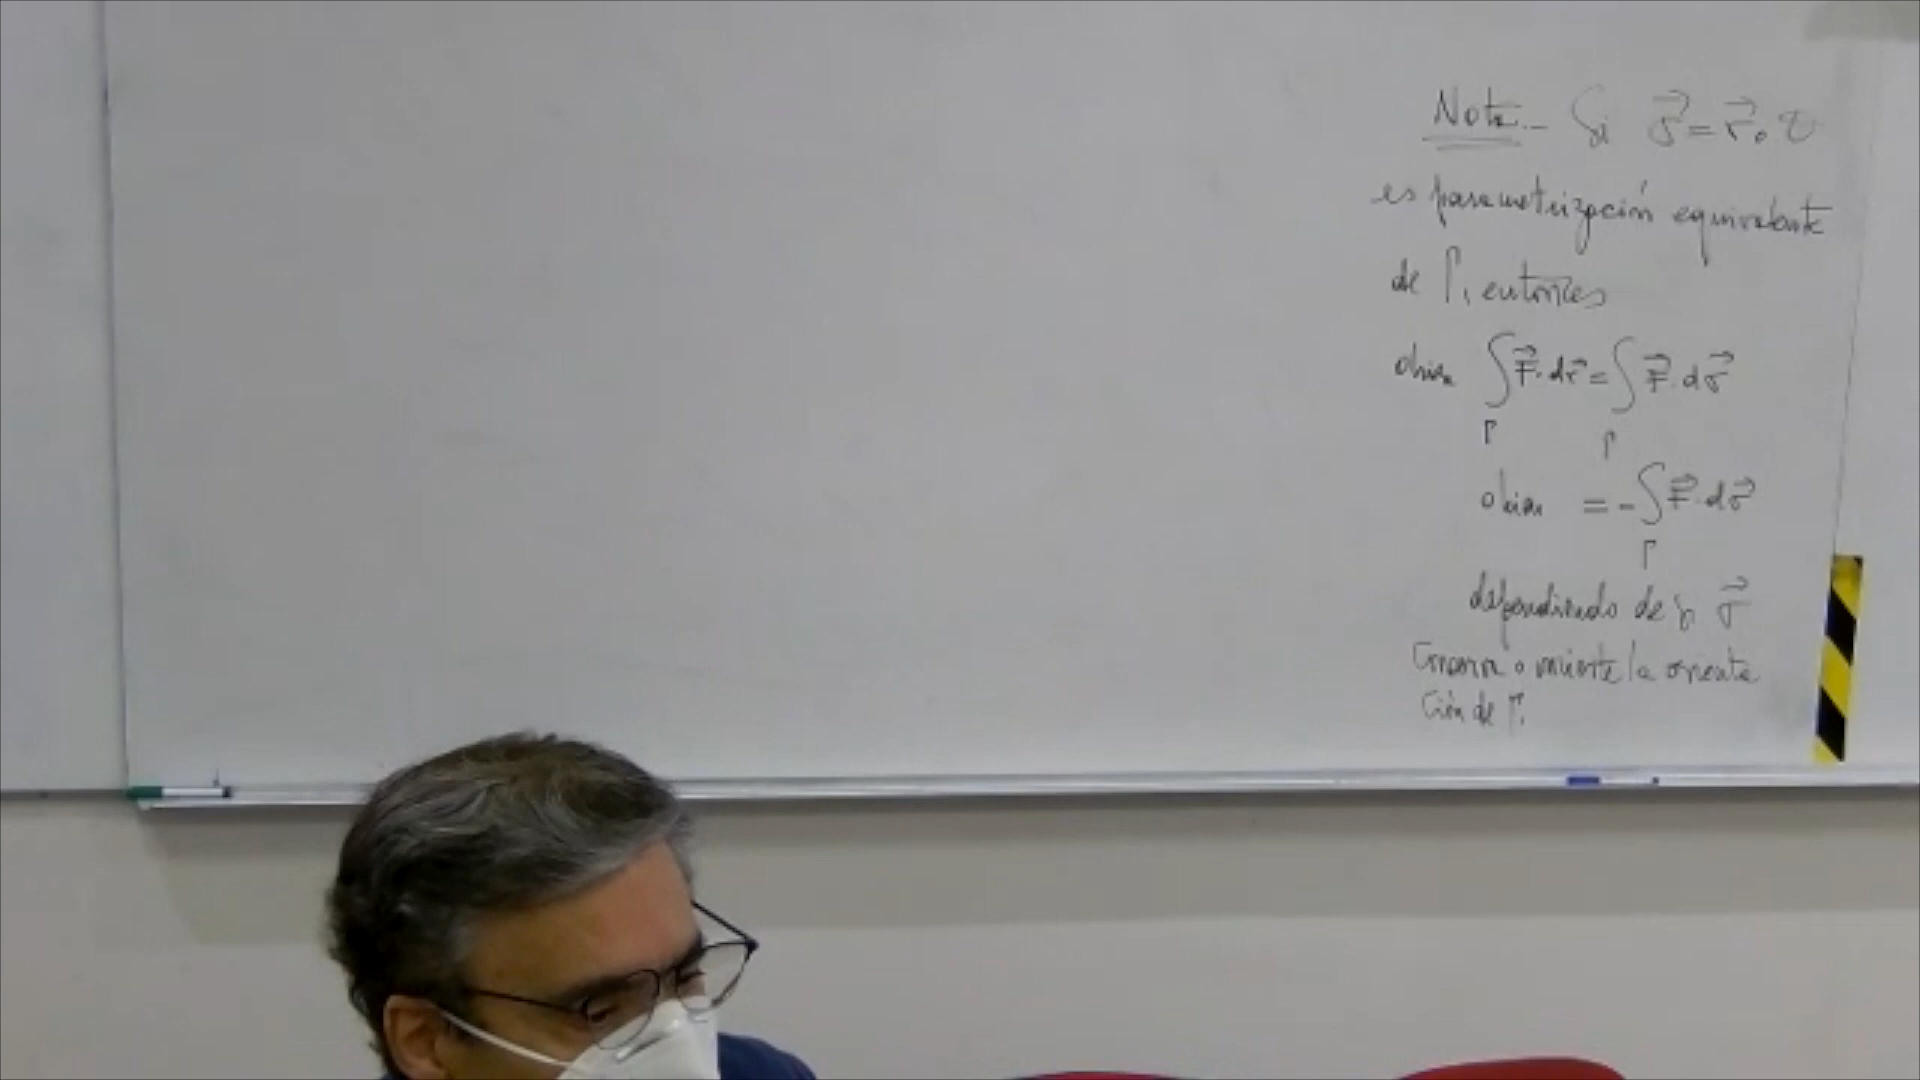 Nota.- Si σ⃗ = r⃗ ∘ τ
es parametrización equivalente
de Γ, entonces
o bien ∫ F⃗ · dr⃗ = ∫ F⃗ · dσ⃗
Γ Γ
o bien = - ∫ F⃗ · dσ⃗
Γ
dependiendo de si σ⃗
conserva o invierte la orienta
ción de Γ.